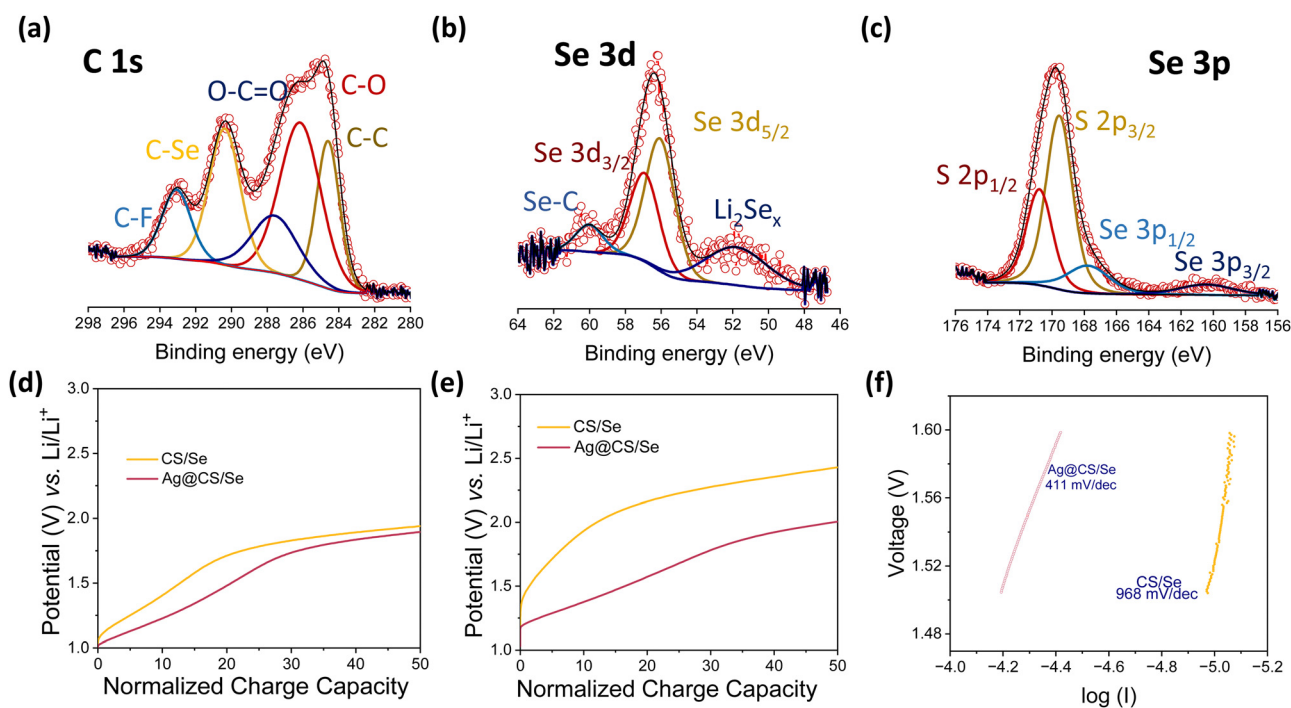 (a)
C 1s
O-C=O
C-O
C-Se
C-C
C-F
298 296 294 292 290 288 286 284 282 280
Binding energy (eV)
(b)
Se 3d
Se 3d5/2
Se 3d3/2
Se-C
Li2Sex
64 62 60 58 56 54 52 50 48 46
Binding energy (eV)
(c)
Se 3p
S 2p3/2
S 2p1/2
Se 3p1/2
Se 3p3/2
176 174 172 170 168 166 164 162 160 158 156
Binding energy (eV)
(d)
Potential (V) vs. Li/Li+
3.0
2.5
2.0
1.5
1.0
CS/Se
Ag@CS/Se
0 10 20 30 40 50
Normalized Charge Capacity
(e)
Potential (V) vs. Li/Li+
3.0
2.5
2.0
1.5
1.0
CS/Se
Ag@CS/Se
0 10 20 30 40 50
Normalized Charge Capacity
(f)
Voltage (V)
1.60
1.56
1.52
1.48
Ag@CS/Se
411 mV/dec
CS/Se
968 mV/dec
−4.0 −4.2 −4.4 −4.6 −4.8 −5.0 −5.2
log (I)